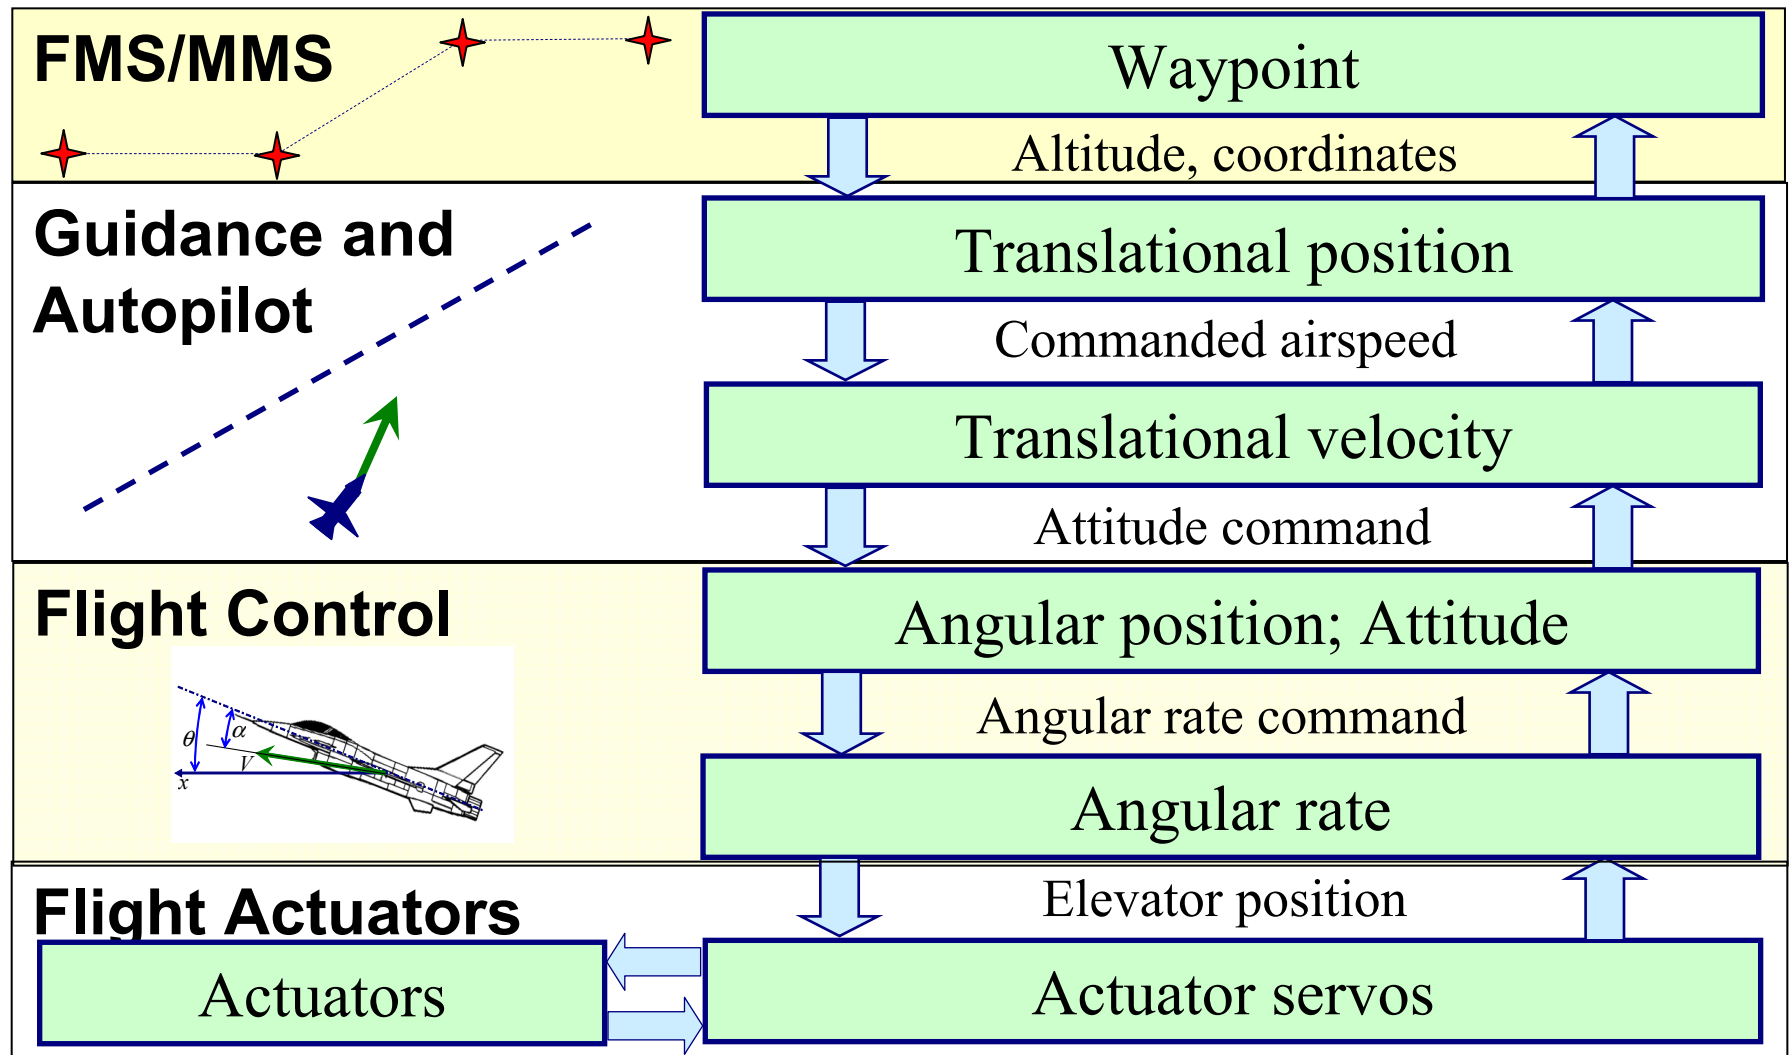 FMS/MMS
Waypoint
Altitude, coordinates
Guidance and
Autopilot
Translational position
Commanded airspeed
Translational velocity
Attitude command
Flight Control
Angular position; Attitude
θ
α
V
x
Angular rate command
Angular rate
Flight Actuators
Elevator position
Actuators
Actuator servos